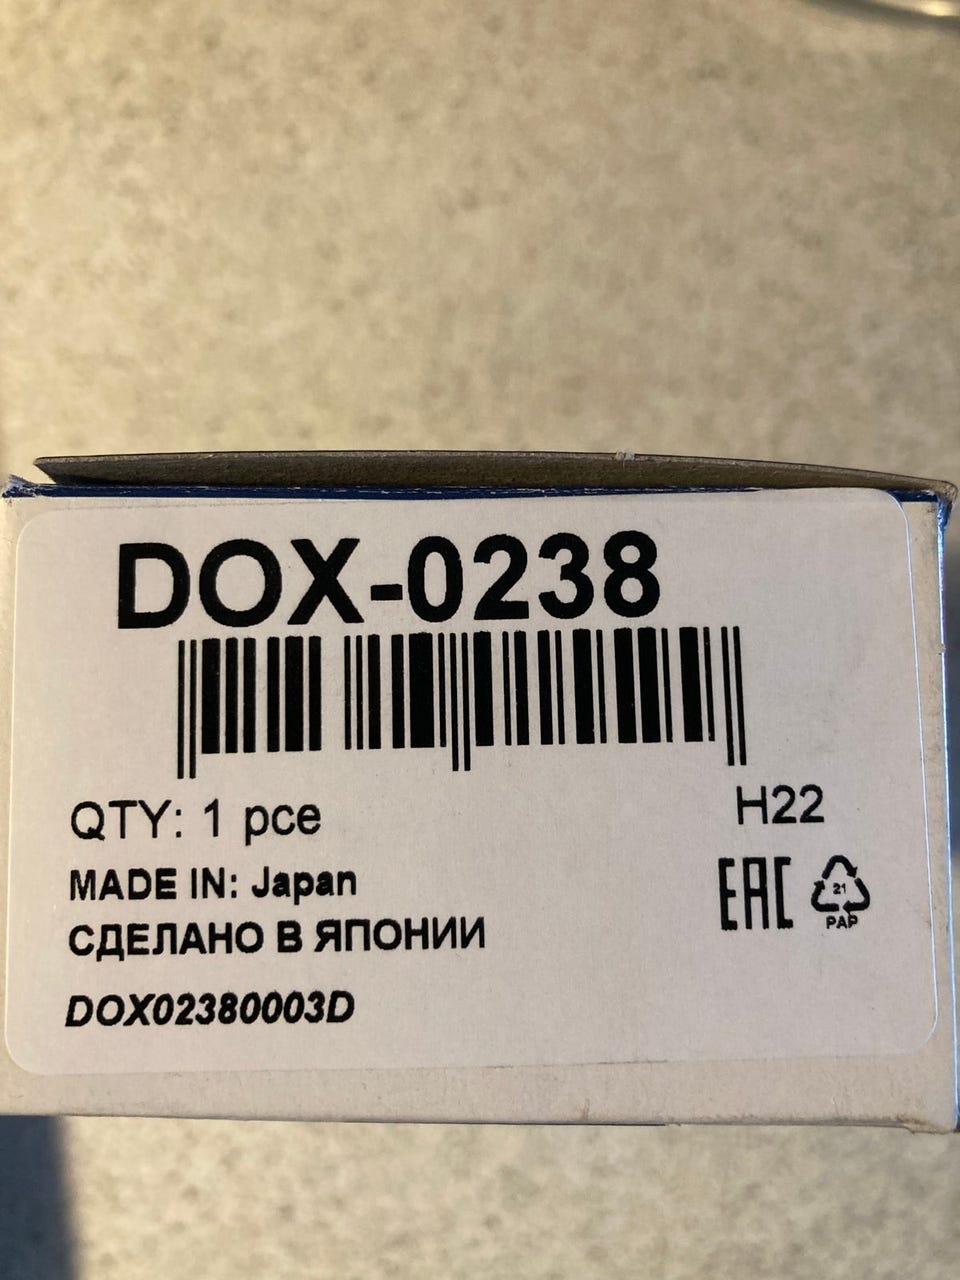 DOX-0238
QTY: 1 pce
H22
MADE IN: Japan
EAC
21
PAP
СДЕЛАНО В ЯПОНИИ
DOX02380003D